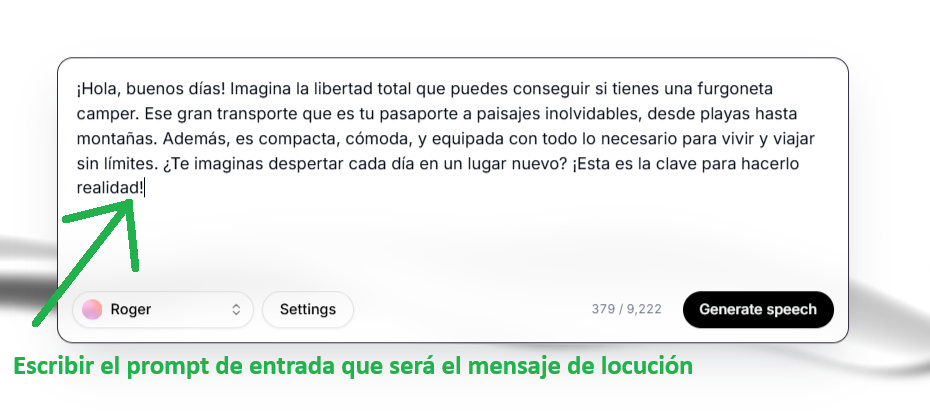 ¡Hola, buenos días! Imagina la libertad total que puedes conseguir si tienes una furgoneta
camper. Ese gran transporte que es tu pasaporte a paisajes inolvidables, desde playas hasta
montañas. Además, es compacta, cómoda, y equipada con todo lo necesario para vivir y viajar
sin límites. ¿Te imaginas despertar cada día en un lugar nuevo? ¡Esta es la clave para hacerlo
realidad!
Roger
Settings
379 / 9,222
Generate speech
Escribir el prompt de entrada que será el mensaje de locución